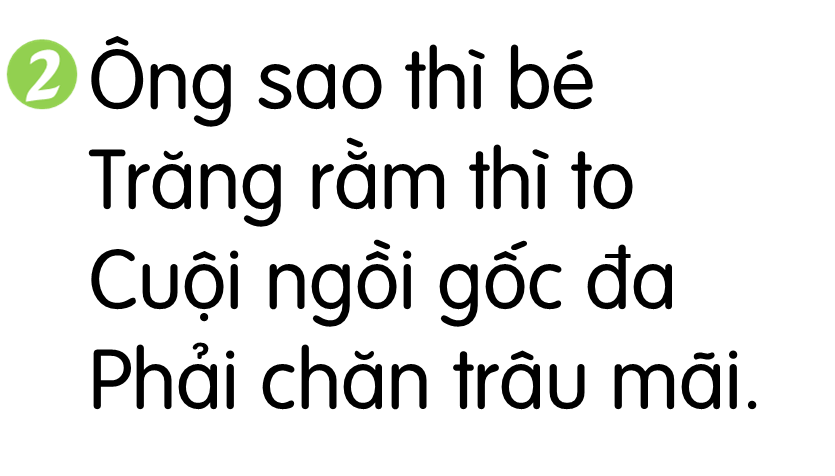 2 Ông sao thì bé
Trăng rằm thì to
Cuội ngồi gốc đa
Phải chăn trâu mãi.